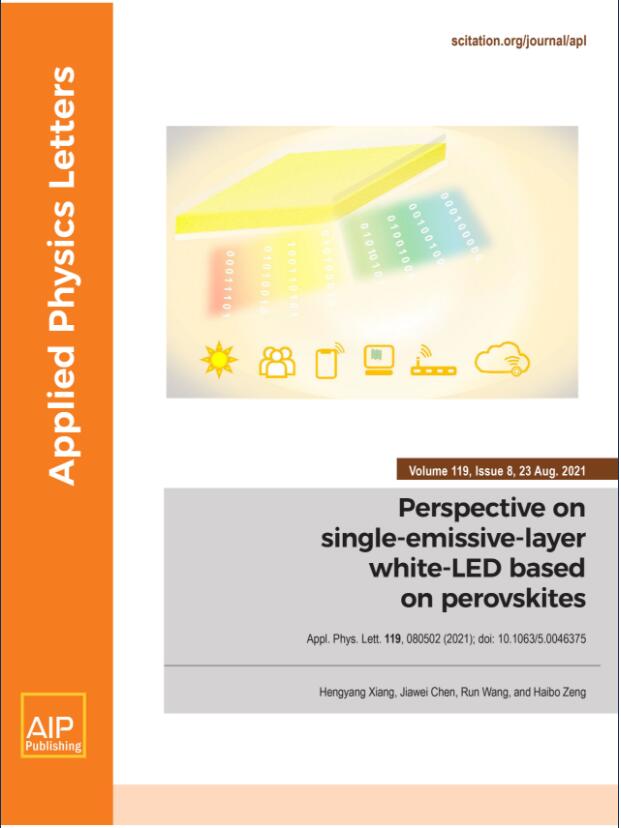 scitation.org/journal/apl
Applied Physics Letters
00011101
Volume 119, Issue 8, 23 Aug. 2021
Perspective on
single-emissive-layer
white-LED based
on perovskites
Appl. Phys. Lett. 119, 080502 (2021); doi: 10.1063/5.0046375
Hengyang Xiang, Jiawei Chen, Run Wang, and Haibo Zeng
AIP
Publishing